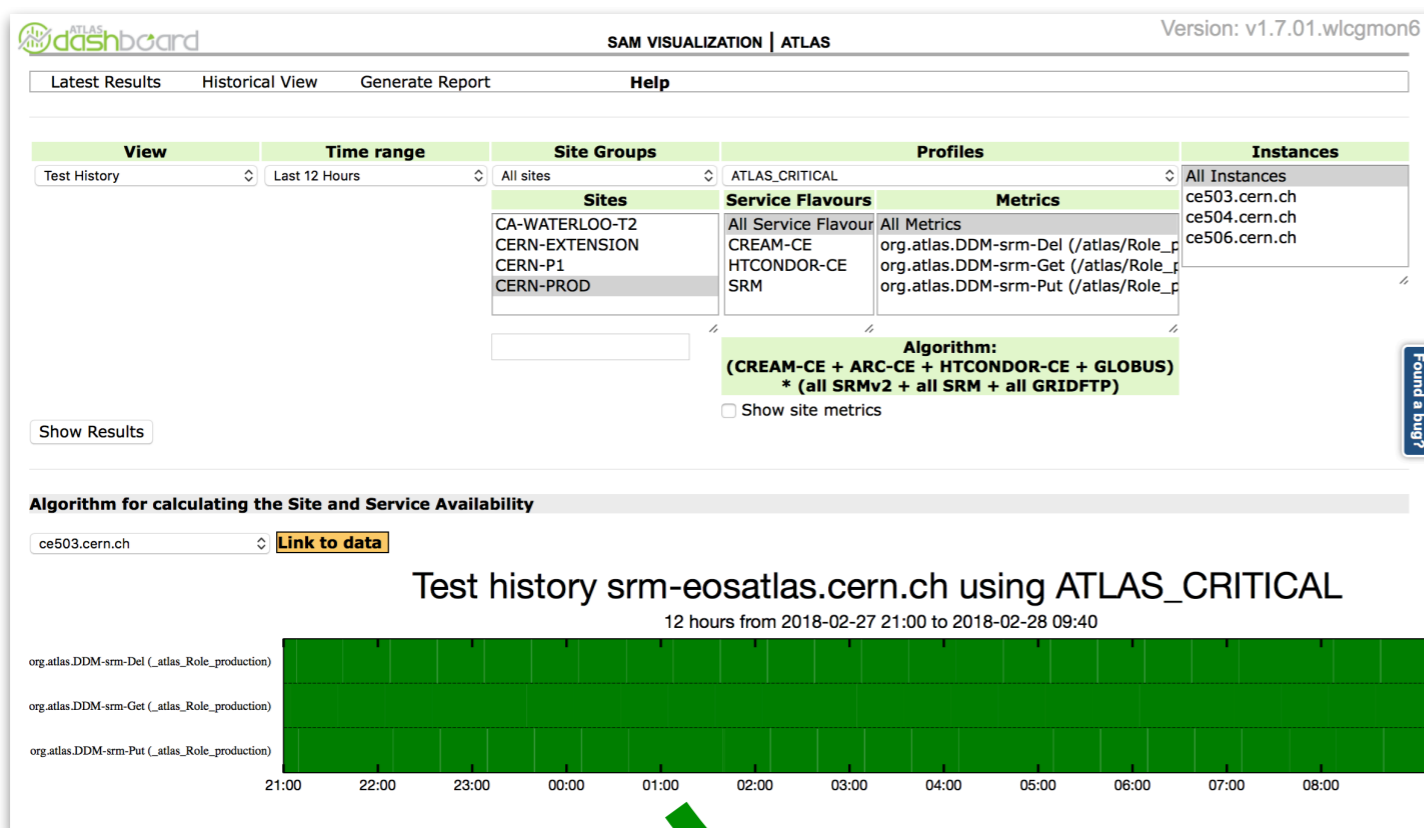 ATLAS
dashboard
SAM VISUALIZATION | ATLAS
Version: v1.7.01.wlcgmon6
Latest Results Historical View Generate Report Help
View Time range Site Groups Profiles Instances
Test History Last 12 Hours All sites ATLAS_CRITICAL All Instances
Sites Service Flavours Metrics ce503.cern.ch
CA-WATERLOO-T2 All Service Flavour All Metrics ce504.cern.ch
CERN-EXTENSION CREAM-CE org.atlas.DDM-srm-Del (/atlas/Role_p ce506.cern.ch
CERN-P1 HTCONDOR-CE org.atlas.DDM-srm-Get (/atlas/Role_p
CERN-PROD SRM org.atlas.DDM-srm-Put (/atlas/Role_p
Algorithm:
(CREAM-CE + ARC-CE + HTCONDOR-CE + GLOBUS)
* (all SRMv2 + all SRM + all GRIDFTP)
Show site metrics
Found a bug?
Show Results
Algorithm for calculating the Site and Service Availability
ce503.cern.ch Link to data
Test history srm-eosatlas.cern.ch using ATLAS_CRITICAL
12 hours from 2018-02-27 21:00 to 2018-02-28 09:40
org.atlas.DDM-srm-Del (_atlas_Role_production)
org.atlas.DDM-srm-Get (_atlas_Role_production)
org.atlas.DDM-srm-Put (_atlas_Role_production)
21:00 22:00 23:00 00:00 01:00 02:00 03:00 04:00 05:00 06:00 07:00 08:00